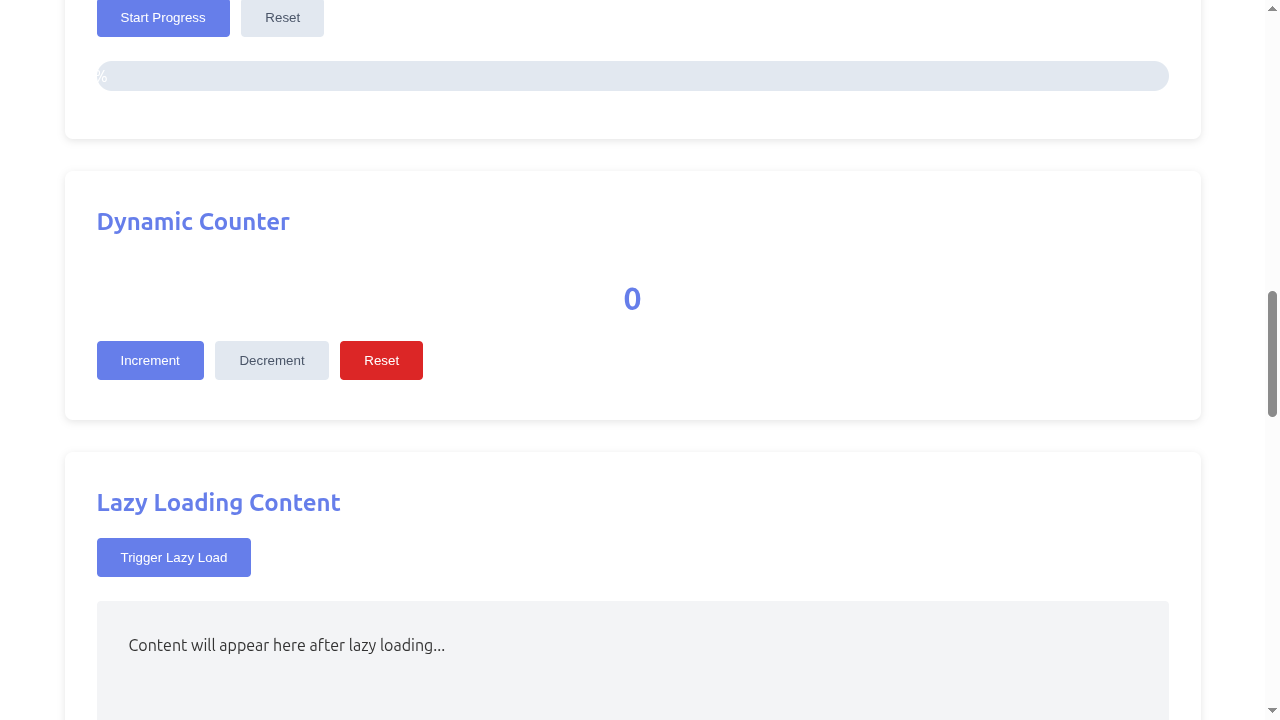 Start Progress
Reset
%
Dynamic Counter
0
Increment
Decrement
Reset
Lazy Loading Content
Trigger Lazy Load
Content will appear here after lazy loading...